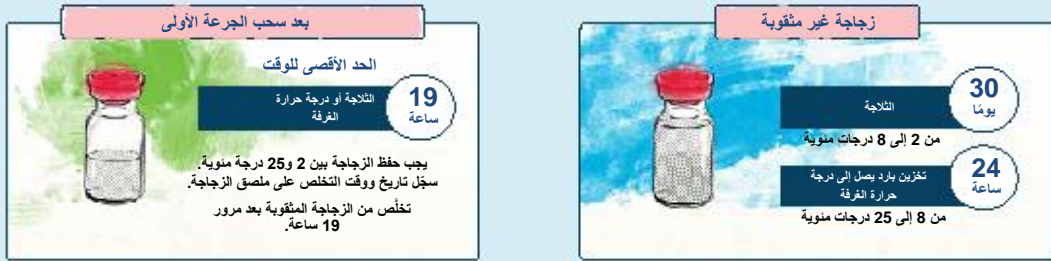 زجاجة غير مثقوبة
30
يومًا
الثلاجة
من 2 إلى 8 درجات مئوية
24
ساعة
تخزين بارد يصل إلى درجة
حرارة الغرفة
من 8 إلى 25 درجات مئوية
بعد سحب الجرعة الأولى
الحد الأقصى للوقت
19
ساعة
الثلاجة أو درجة حرارة
الغرفة
يجب حفظ الزجاجة بين 2 و25 درجة مئوية.
سجّل تاريخ ووقت التخلص على ملصق الزجاجة.
تخلَّص من الزجاجة المثقوبة بعد مرور
19 ساعة.